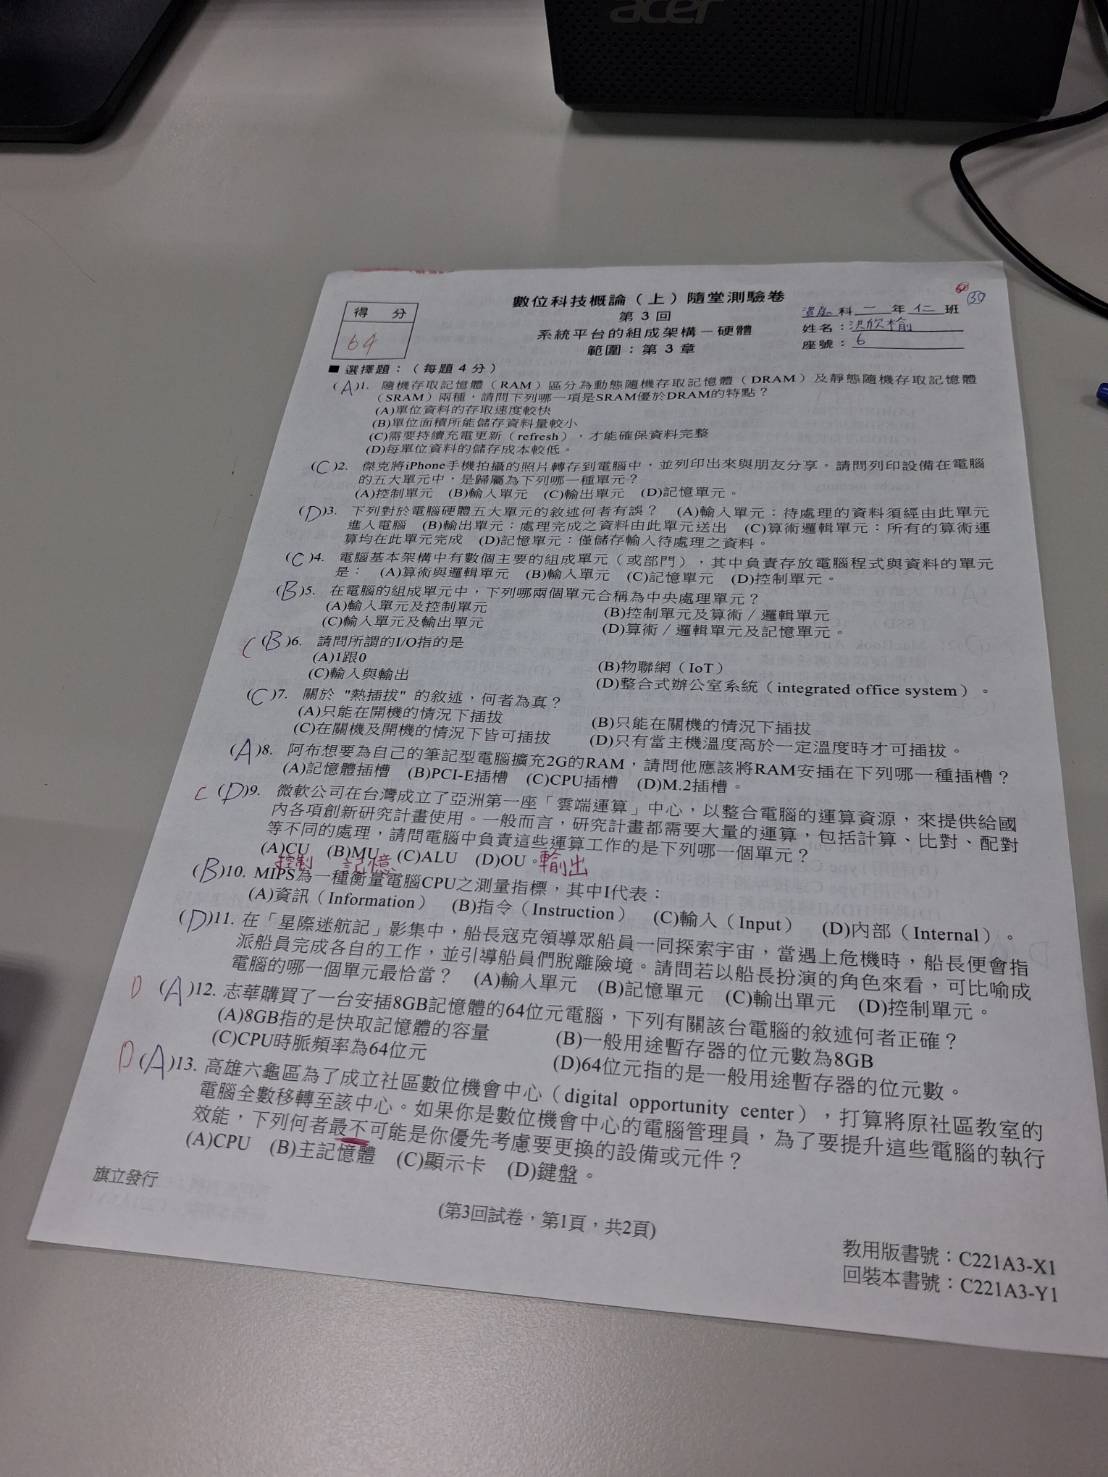 acer
數位科技概論（上）隨堂測驗卷
第 3 回
系統平台的組成架構－硬體
範圍：第 3 章
得 分
64
科 一 年 仁 班
姓名：
座號：6
■ 選擇題：（每題 4 分）
(A)1. 隨機存取記憶體（RAM）區分為動態隨機存取記憶體（DRAM）及靜態隨機存取記憶體
（SRAM）兩種，請問下列哪一項是SRAM優於DRAM的特點？
(A)單位資料的存取速度較快
(B)單位面積所能儲存資料量較小
(C)需要持續充電更新（refresh），才能確保資料完整
(D)每單位資料的儲存成本較低。
(C)2. 傑克將iPhone手機拍攝的照片轉存到電腦中，並列印出來與朋友分享。請問列印設備在電腦
的五大單元中，是歸屬為下列哪一種單元？
(A)控制單元 (B)輸入單元 (C)輸出單元 (D)記憶單元。
(D)3. 下列對於電腦硬體五大單元的敘述何者有誤？ (A)輸入單元：待處理的資料須經由此單元
進入電腦 (B)輸出單元：處理完成之資料由此單元送出 (C)算術邏輯單元：所有的算術運
算均在此單元完成 (D)記憶單元：僅儲存輸入待處理之資料。
(C)4. 電腦基本架構中有數個主要的組成單元（或部門），其中負責存放電腦程式與資料的單元
是： (A)算術與邏輯單元 (B)輸入單元 (C)記憶單元 (D)控制單元。
(B)5. 在電腦的組成單元中，下列哪兩個單元合稱為中央處理單元？
(A)輸入單元及控制單元 (B)控制單元及算術／邏輯單元
(C)輸入單元及輸出單元 (D)算術／邏輯單元及記憶單元。
C (B)6. 請問所謂的I/O指的是
(A)1跟0 (B)物聯網（IoT）
(C)輸入與輸出 (D)整合式辦公室系統（integrated office system）。
(C)7. 關於 "熱插拔" 的敘述，何者為真？
(A)只能在開機的情況下插拔 (B)只能在關機的情況下插拔
(C)在關機及開機的情況下皆可插拔 (D)只有當主機溫度高於一定溫度時才可插拔。
(A)8. 阿布想要為自己的筆記型電腦擴充2G的RAM，請問他應該將RAM安插在下列哪一種插槽？
(A)記憶體插槽 (B)PCI-E插槽 (C)CPU插槽 (D)M.2插槽。
C (D)9. 微軟公司在台灣成立了亞洲第一座「雲端運算」中心，以整合電腦的運算資源，來提供給國
內各項創新研究計畫使用。一般而言，研究計畫都需要大量的運算，包括計算、比對、配對
等不同的處理，請問電腦中負責這些運算工作的是下列哪一個單元？
(A)CU (B)MU (C)ALU (D)OU。
控制 記憶 輸出
(B)10. MIPS為一種衡量電腦CPU之測量指標，其中I代表：
(A)資訊（Information） (B)指令（Instruction） (C)輸入（Input） (D)內部（Internal）。
(D)11. 在「星際迷航記」影集中，船長寇克領導眾船員一同探索宇宙，當遇上危機時，船長便會指
派船員完成各自的工作，並引導船員們脫離險境。請問若以船長扮演的角色來看，可比喻成
電腦的哪一個單元最恰當？ (A)輸入單元 (B)記憶單元 (C)輸出單元 (D)控制單元。
D (A)12. 志華購買了一台安插8GB記憶體的64位元電腦，下列有關該台電腦的敘述何者正確？
(A)8GB指的是快取記憶體的容量 (B)一般用途暫存器的位元數為8GB
(C)CPU時脈頻率為64位元 (D)64位元指的是一般用途暫存器的位元數。
D (A)13. 高雄六龜區為了成立社區數位機會中心（digital opportunity center），打算將原社區教室的
電腦全數移轉至該中心。如果你是數位機會中心的電腦管理員，為了要提升這些電腦的執行
效能，下列何者最不可能是你優先考慮要更換的設備或元件？
(A)CPU (B)主記憶體 (C)顯示卡 (D)鍵盤。
旗立發行
(第3回試卷，第1頁，共2頁)
教用版書號：C221A3-X1
回裝本書號：C221A3-Y1